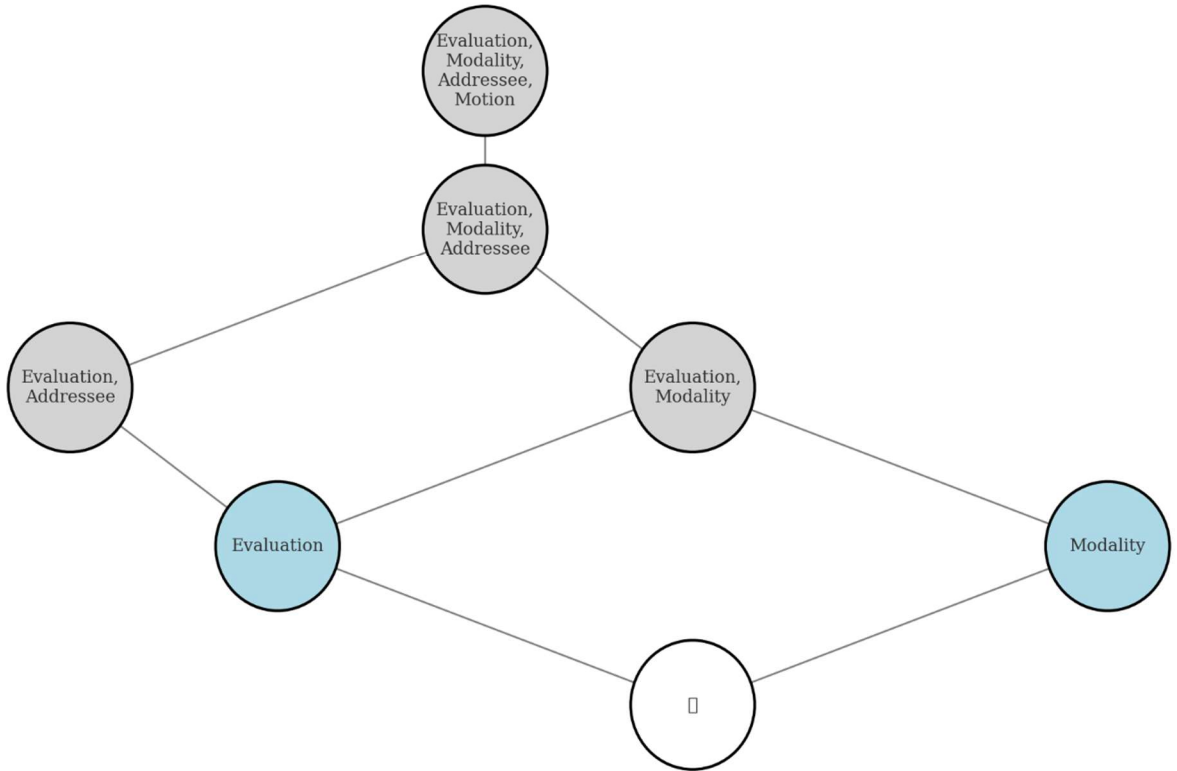 Evaluation,
Modality,
Addressee,
Motion
Evaluation,
Modality,
Addressee
Evaluation,
Addressee
Evaluation,
Modality
Evaluation
Modality